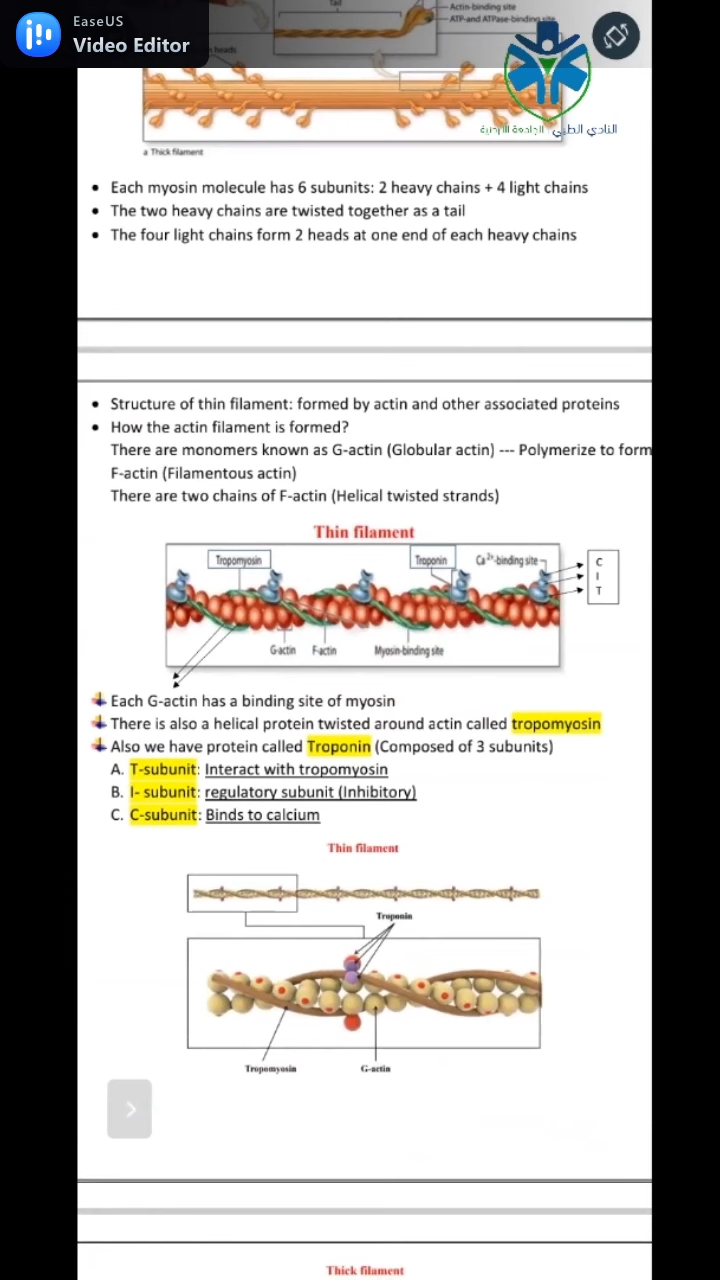 EaseUS
Video Editor
Tail
Actin-binding site
ATP-and ATPase-binding site
heads
النادي الطبي الجامعة الأردنية
a Thick filament
• Each myosin molecule has 6 subunits: 2 heavy chains + 4 light chains
• The two heavy chains are twisted together as a tail
• The four light chains form 2 heads at one end of each heavy chains
• Structure of thin filament: formed by actin and other associated proteins
• How the actin filament is formed?
There are monomers known as G-actin (Globular actin) --- Polymerize to form
F-actin (Filamentous actin)
There are two chains of F-actin (Helical twisted strands)
Thin filament
Tropomyosin
Troponin
Ca2+-binding site
C
I
T
G-actin
F-actin
Myosin-binding site
Each G-actin has a binding site of myosin
There is also a helical protein twisted around actin called tropomyosin
Also we have protein called Troponin (Composed of 3 subunits)
A. T-subunit: Interact with tropomyosin
B. I- subunit: regulatory subunit (Inhibitory)
C. C-subunit: Binds to calcium
Thin filament
Troponin
Tropomyosin
G-actin
Thick filament